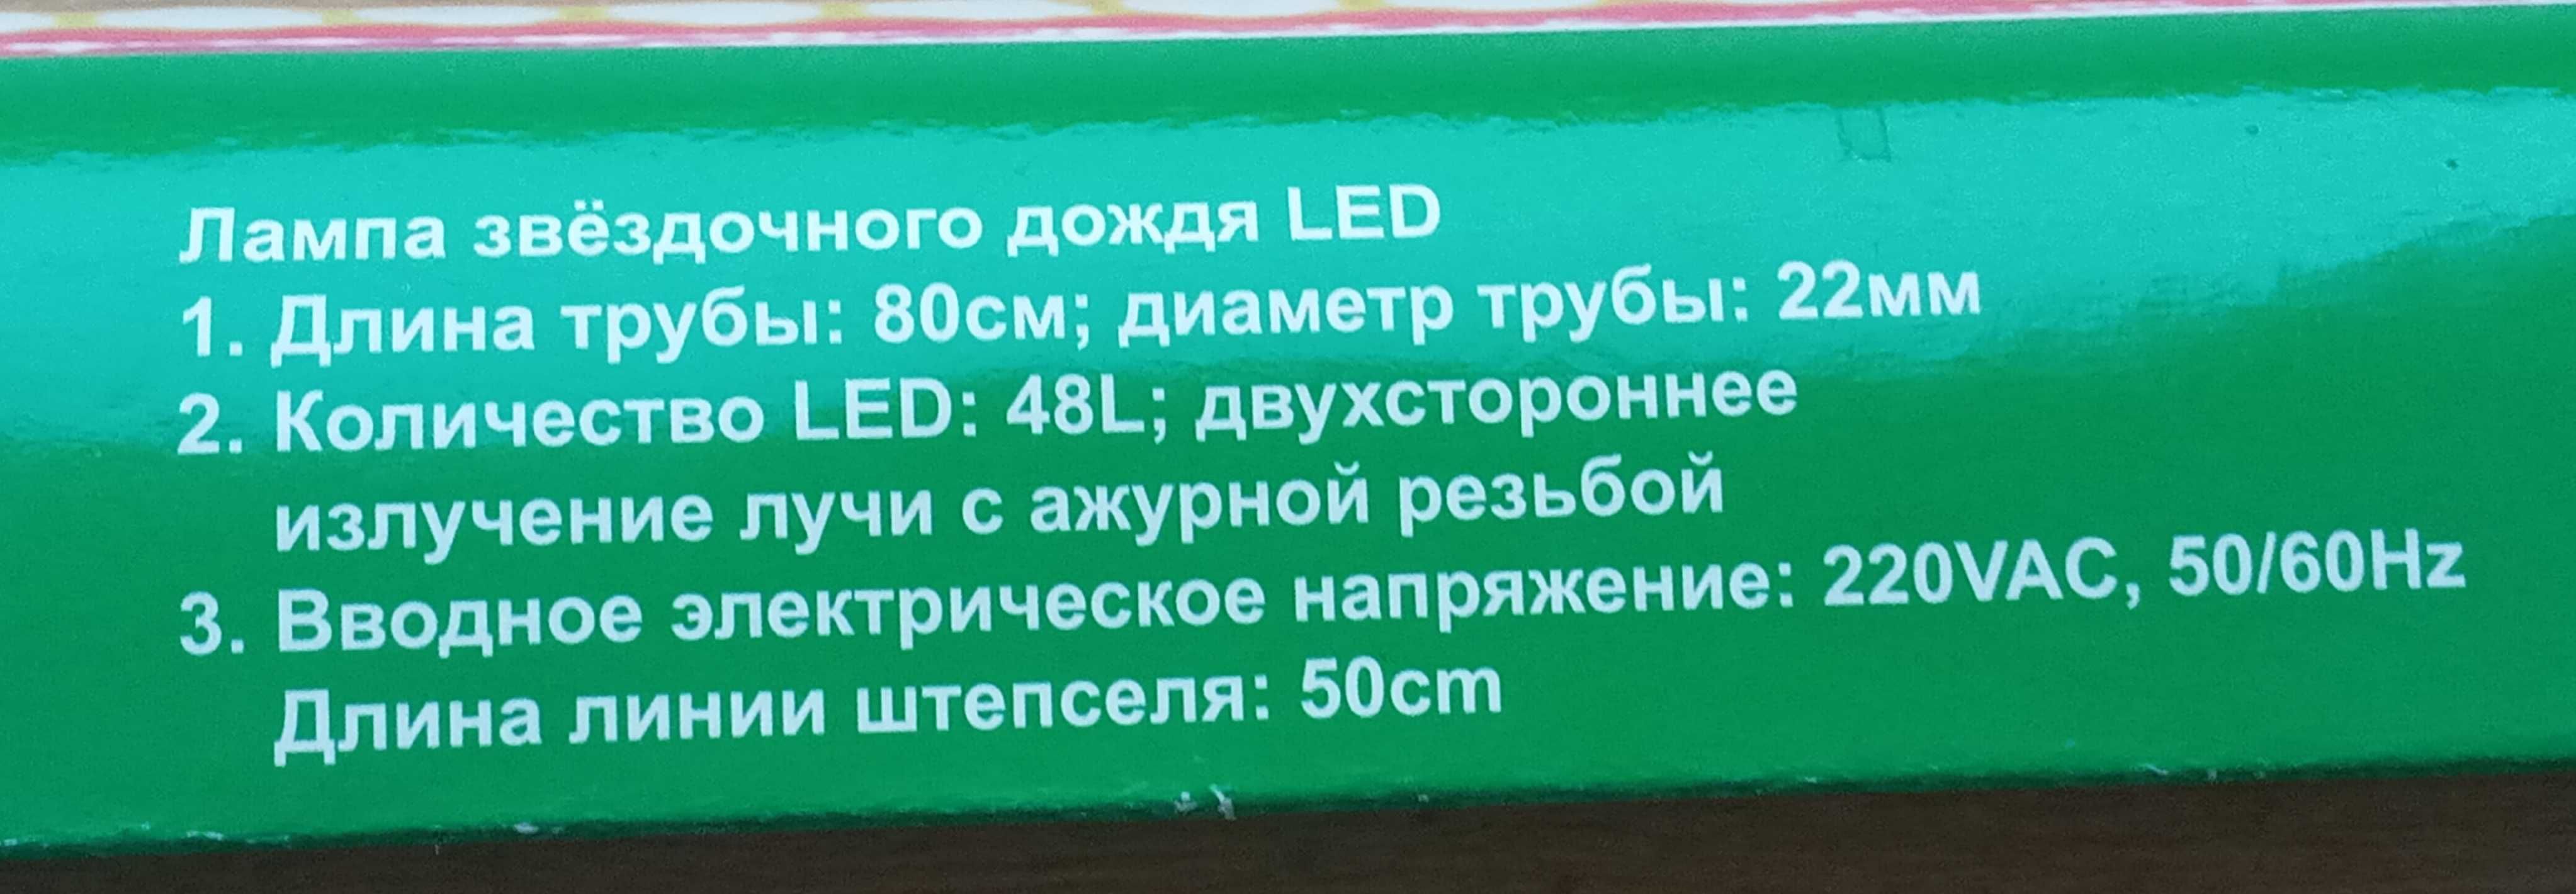 Лампа звёздочного дождя LED
1. Длина трубы: 80см; диаметр трубы: 22мм
2. Количество LED: 48L; двухстороннее
излучение лучи с ажурной резьбой
3. Вводное электрическое напряжение: 220VAC, 50/60Hz
Длина линии штепселя: 50cm